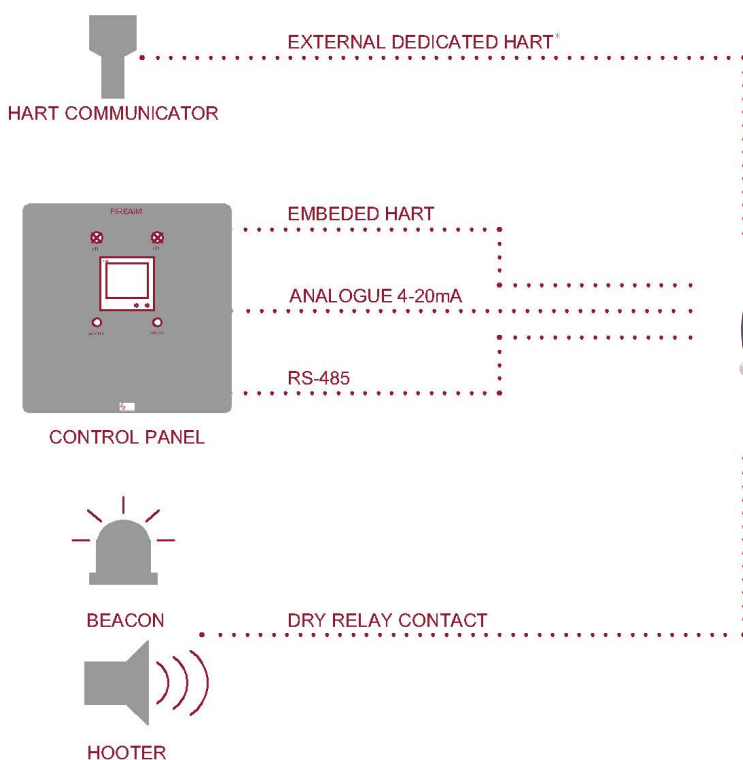 EXTERNAL DEDICATED HART*
HART COMMUNICATOR
FIREAIM
EMBEDED HART
ANALOGUE 4-20mA
RS-485
CONTROL PANEL
BEACON
DRY RELAY CONTACT
HOOTER